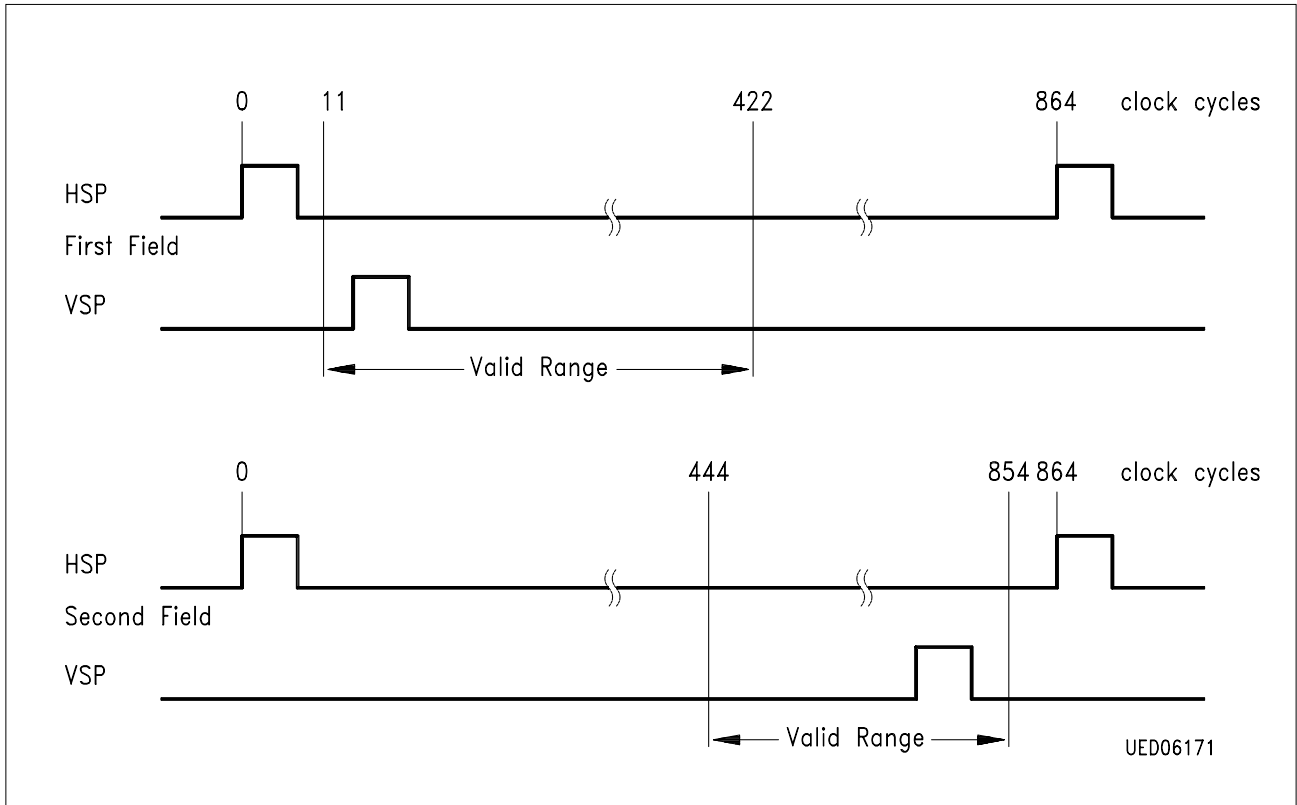 0 11 422 864 clock cycles
HSP
First Field
VSP
Valid Range
0 444 854 864 clock cycles
HSP
Second Field
VSP
Valid Range
UED06171